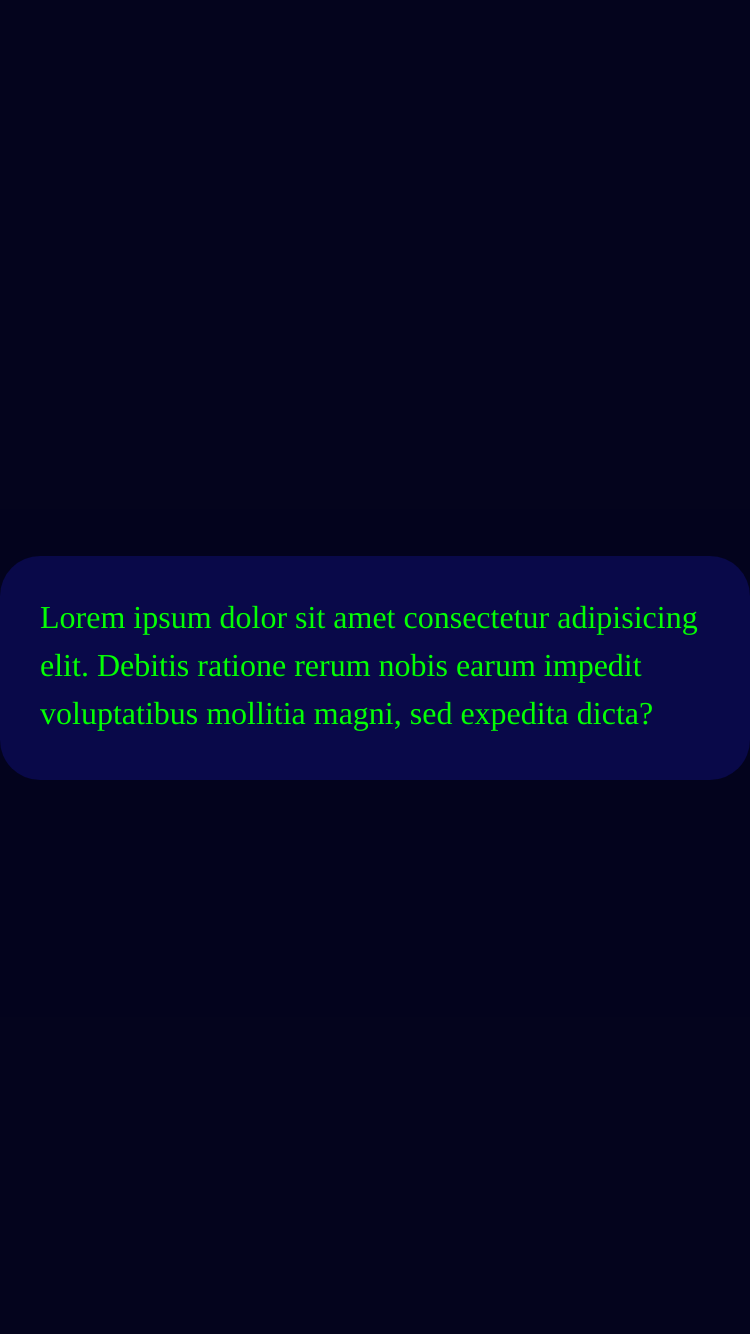 Lorem ipsum dolor sit amet consectetur adipisicing
elit. Debitis ratione rerum nobis earum impedit
voluptatibus mollitia magni, sed expedita dicta?